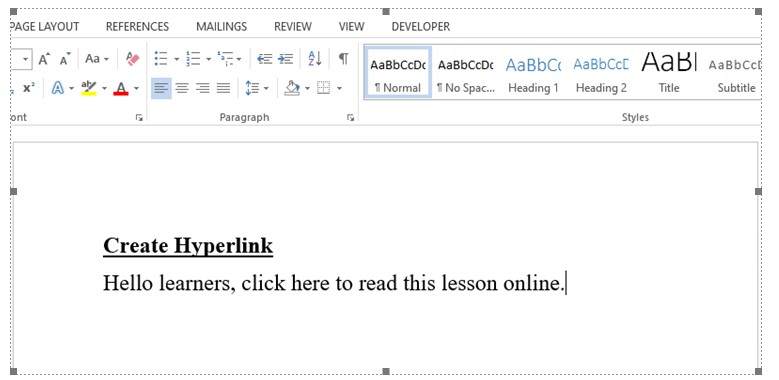 PAGE LAYOUT REFERENCES MAILINGS REVIEW VIEW DEVELOPER
A A Aa A
x² A aby A
AaBbCcDc AaBbCcDc AaBbCc AaBbCcD AaBl AaBbCcD
¶ Normal ¶ No Spac... Heading 1 Heading 2 Title Subtitle
ont Paragraph Styles
Create Hyperlink
Hello learners, click here to read this lesson online.